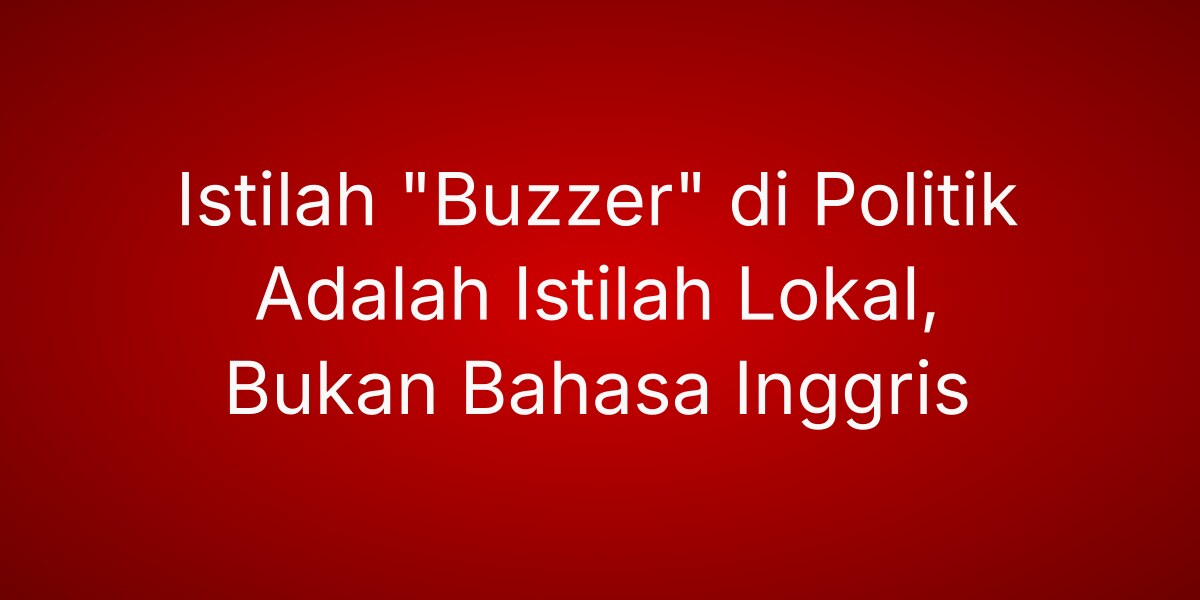 Istilah "Buzzer" di Politik
Adalah Istilah Lokal,
Bukan Bahasa Inggris